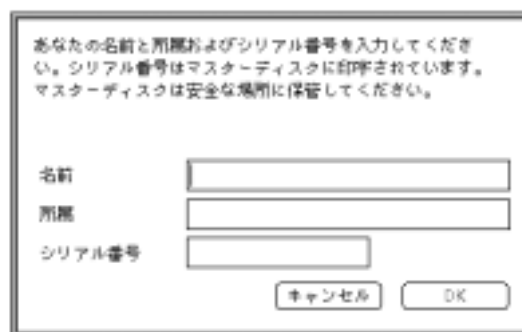 あなたの名前と所属およびシリアル番号を入力してくださ
い。シリアル番号はマスターディスクに印字されています。
マスターディスクは安全な場所に保管してください。
名前
所属
シリアル番号
キャンセル OK